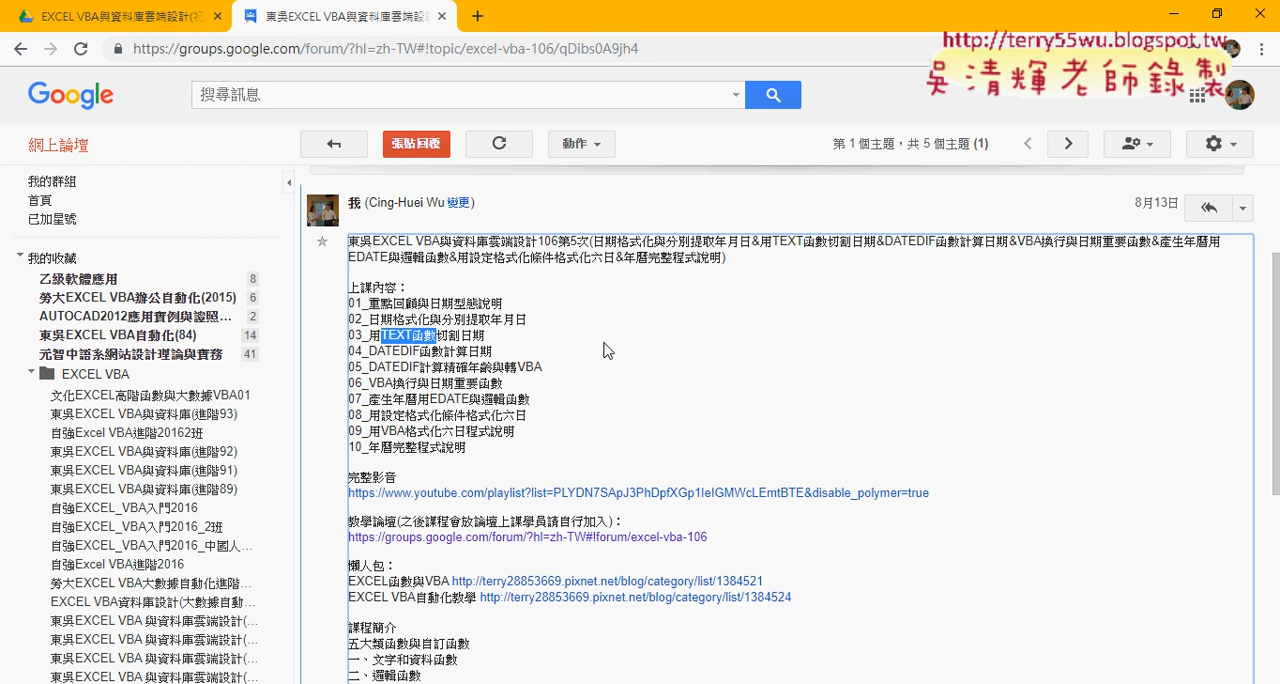 EXCEL VBA與資料庫雲端設計(初
東吳EXCEL VBA與資料庫雲端設計
https://groups.google.com/forum/?hl=zh-TW#!topic/excel-vba-106/qDibs0A9jh4
http://terry55wu.blogspot.tw
吳清輝老師錄製
Google
搜尋訊息
網上論壇
張貼回覆
動作
第 1 個主題，共 5 個主題 (1)
我的群組
首頁
已加星號
我的收藏
乙級軟體應用 8
勞大EXCEL VBA辦公自動化(2015) 6
AUTOCAD2012應用實例與證照... 2
東吳EXCEL VBA自動化(84) 14
元智中語系網站設計理論與實務 41
EXCEL VBA
文化EXCEL高階函數與大數據VBA01
東吳EXCEL VBA與資料庫(進階93)
自強Excel VBA進階20162班
東吳EXCEL VBA與資料庫(進階92)
東吳EXCEL VBA與資料庫(進階91)
東吳EXCEL VBA與資料庫(進階89)
自強EXCEL_VBA入門2016
自強EXCEL_VBA入門2016_2班
自強EXCEL_VBA入門2016_中國人...
自強Excel VBA進階2016
勞大EXCEL VBA大數據自動化進階...
EXCEL VBA資料庫設計(大數據自動...
東吳EXCEL VBA 與資料庫雲端設計(...
東吳EXCEL VBA 與資料庫雲端設計(...
東吳EXCEL VBA 與資料庫雲端設計(...
東吳EXCEL VBA 與資料庫雲端設計(...
我 (Cing-Huei Wu 變更)
8月13日
東吳EXCEL VBA與資料庫雲端設計106第5次(日期格式化與分別提取年月日&用TEXT函數切割日期&DATEDIF函數計算日期&VBA換行與日期重要函數&產生年曆用
EDATE與邏輯函數&用設定格式化條件格式化六日&年曆完整程式說明)
上課內容：
01_重點回顧與日期型態說明
02_日期格式化與分別提取年月日
03_用TEXT函數切割日期
04_DATEDIF函數計算日期
05_DATEDIF計算精確年齡與轉VBA
06_VBA換行與日期重要函數
07_產生年曆用EDATE與邏輯函數
08_用設定格式化條件格式化六日
09_用VBA格式化六日程式說明
10_年曆完整程式說明
完整影音
https://www.youtube.com/playlist?list=PLYDN7SApJ3PhDpfXGp1IeIGMWcLEmtBTE&disable_polymer=true
教學論壇(之後課程會放論壇上課學員請自行加入)：
https://groups.google.com/forum/?hl=zh-TW#!forum/excel-vba-106
懶人包：
EXCEL函數與VBA http://terry28853669.pixnet.net/blog/category/list/1384521
EXCEL VBA自動化教學 http://terry28853669.pixnet.net/blog/category/list/1384524
課程簡介
五大類函數與自訂函數
一、文字和資料函數
二、邏輯函數